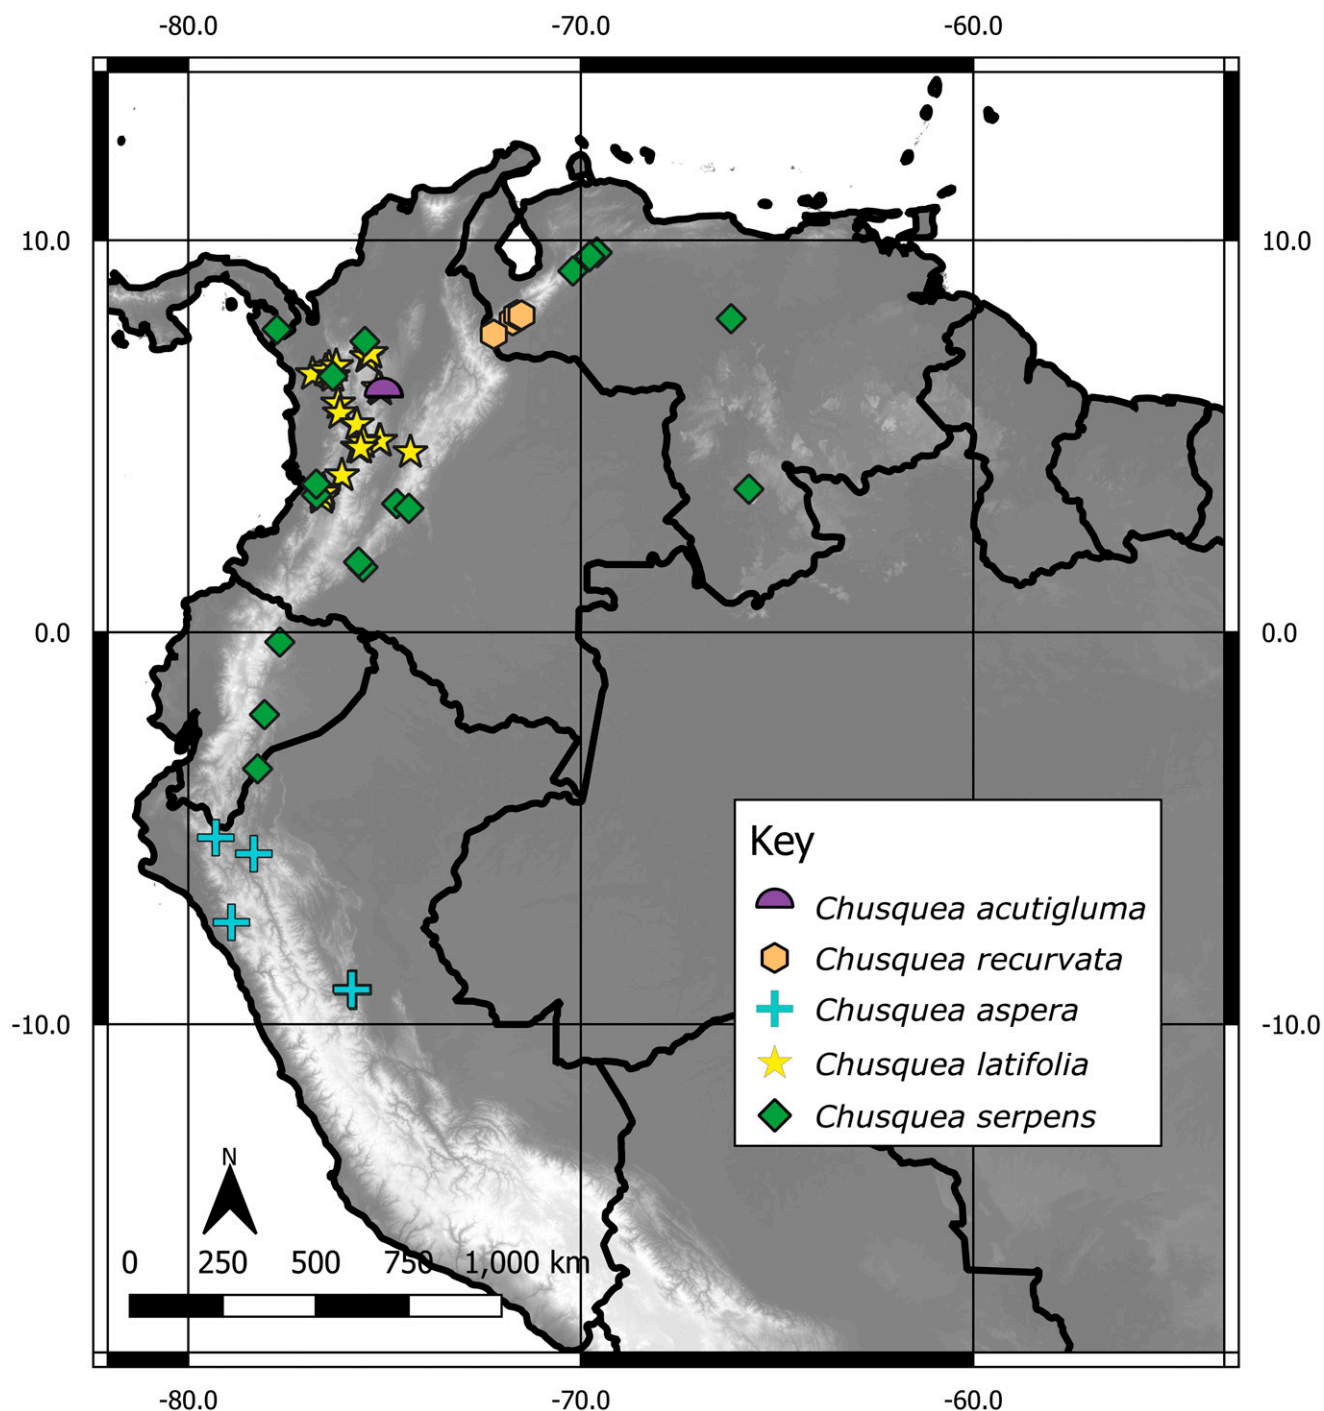 -80.0 -70.0 -60.0
10.0 10.0
0.0 0.0
Key
Chusquea acutigluma
Chusquea recurvata
Chusquea aspera
-10.0 -10.0
Chusquea latifolia
Chusquea serpens
N
0 250 500 750 1,000 km
-80.0 -70.0 -60.0